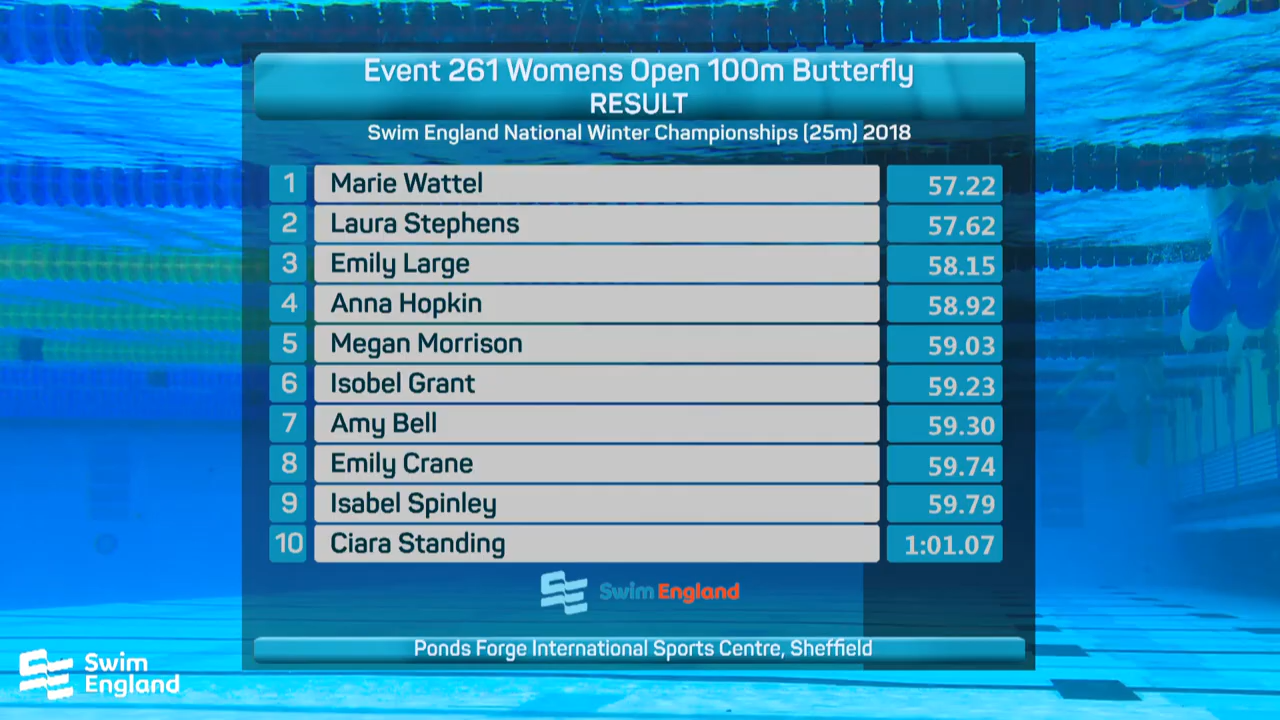 Event 261 Womens Open 100m Butterfly
RESULT
Swim England National Winter Championships (25m) 2018
1 Marie Wattel 57.22
2 Laura Stephens 57.62
3 Emily Large 58.15
4 Anna Hopkin 58.92
5 Megan Morrison 59.03
6 Isobel Grant 59.23
7 Amy Bell 59.30
8 Emily Crane 59.74
9 Isabel Spinley 59.79
10 Ciara Standing 1:01.07
Swim England
Ponds Forge International Sports Centre, Sheffield
Swim
England